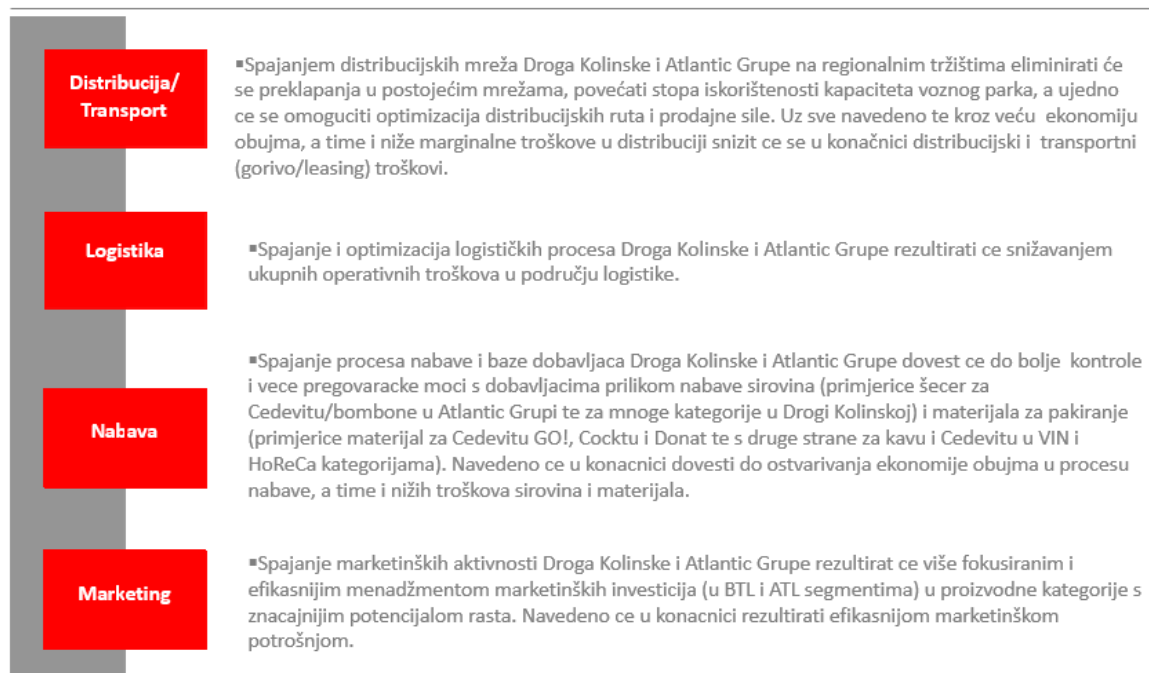 Distribucija/
Transport
▪Spajanjem distribucijskih mreža Droga Kolinske i Atlantic Grupe na regionalnim tržištima eliminirati će
se preklapanja u postojećim mrežama, povećati stopa iskorištenosti kapaciteta voznog parka, a ujedno
ce se omoguciti optimizacija distribucijskih ruta i prodajne sile. Uz sve navedeno te kroz veću ekonomiju
obujma, a time i niže marginalne troškove u distribuciji snizit ce se u konačnici distribucijski i transportni
(gorivo/leasing) troškovi.
Logistika
▪Spajanje i optimizacija logističkih procesa Droga Kolinske i Atlantic Grupe rezultirati ce snižavanjem
ukupnih operativnih troškova u području logistike.
Nabava
▪Spajanje procesa nabave i baze dobavljaca Droga Kolinske i Atlantic Grupe dovest ce do bolje kontrole
i vece pregovaracke moci s dobavljacima prilikom nabave sirovina (primjerice šecer za
Cedevitu/bombone u Atlantic Grupi te za mnoge kategorije u Drogi Kolinskoj) i materijala za pakiranje
(primjerice materijal za Cedevitu GO!, Cocktu i Donat te s druge strane za kavu i Cedevitu u VIN i
HoReCa kategorijama). Navedeno ce u konacnici dovesti do ostvarivanja ekonomije obujma u procesu
nabave, a time i nižih troškova sirovina i materijala.
Marketing
▪Spajanje marketinških aktivnosti Droga Kolinske i Atlantic Grupe rezultirat ce više fokusiranim i
efikasnijim menadžmentom marketinških investicija (u BTL i ATL segmentima) u proizvodne kategorije s
znacajnijim potencijalom rasta. Navedeno ce u konacnici rezultirati efikasnijom marketinškom
potrošnjom.